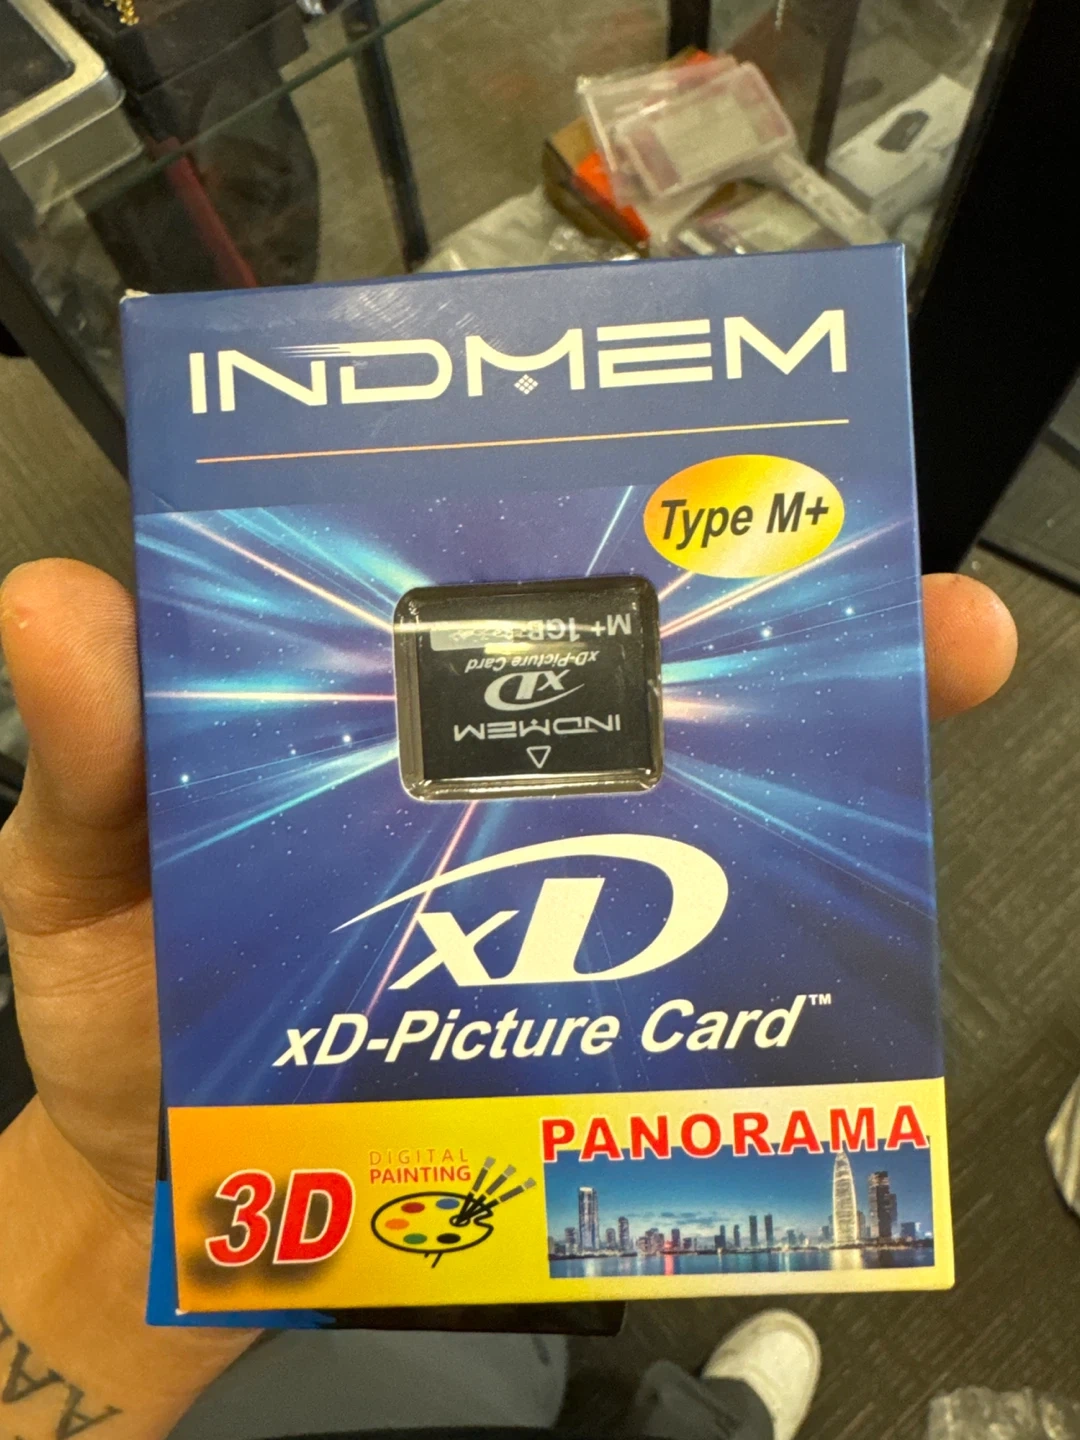 INDMEM
Type M+
INDMEM
xD
xD-Picture Card
M+ 1GB
xD
xD-Picture Card™
3D
DIGITAL
PAINTING
PANORAMA